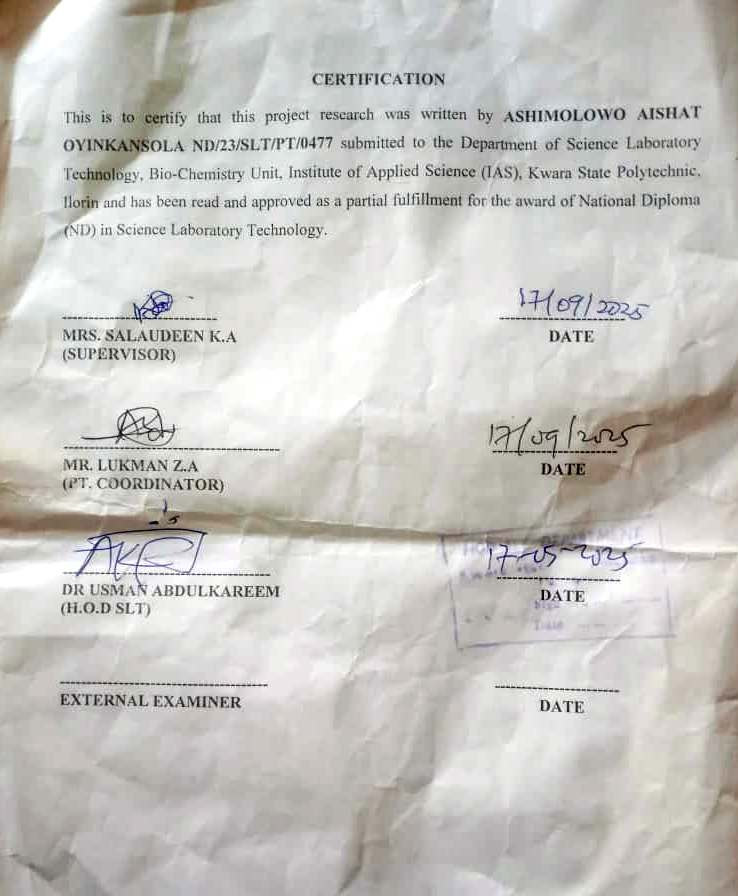 CERTIFICATION
This is to certify that this project research was written by ASHIMOLOWO AISHAT
OYINKANSOLA ND/23/SLT/PT/0477 submitted to the Department of Science Laboratory
Technology, Bio-Chemistry Unit, Institute of Applied Science (IAS), Kwara State Polytechnic,
Ilorin and has been read and approved as a partial fulfillment for the award of National Diploma
(ND) in Science Laboratory Technology.
17/09/2025
MRS. SALAUDEEN K.A DATE
(SUPERVISOR)
17/09/2025
MR. LUKMAN Z.A DATE
(PT. COORDINATOR)
17-05-2025
DR USMAN ABDULKAREEM DATE
(H.O.D SLT)
Sign
Date
EXTERNAL EXAMINER DATE